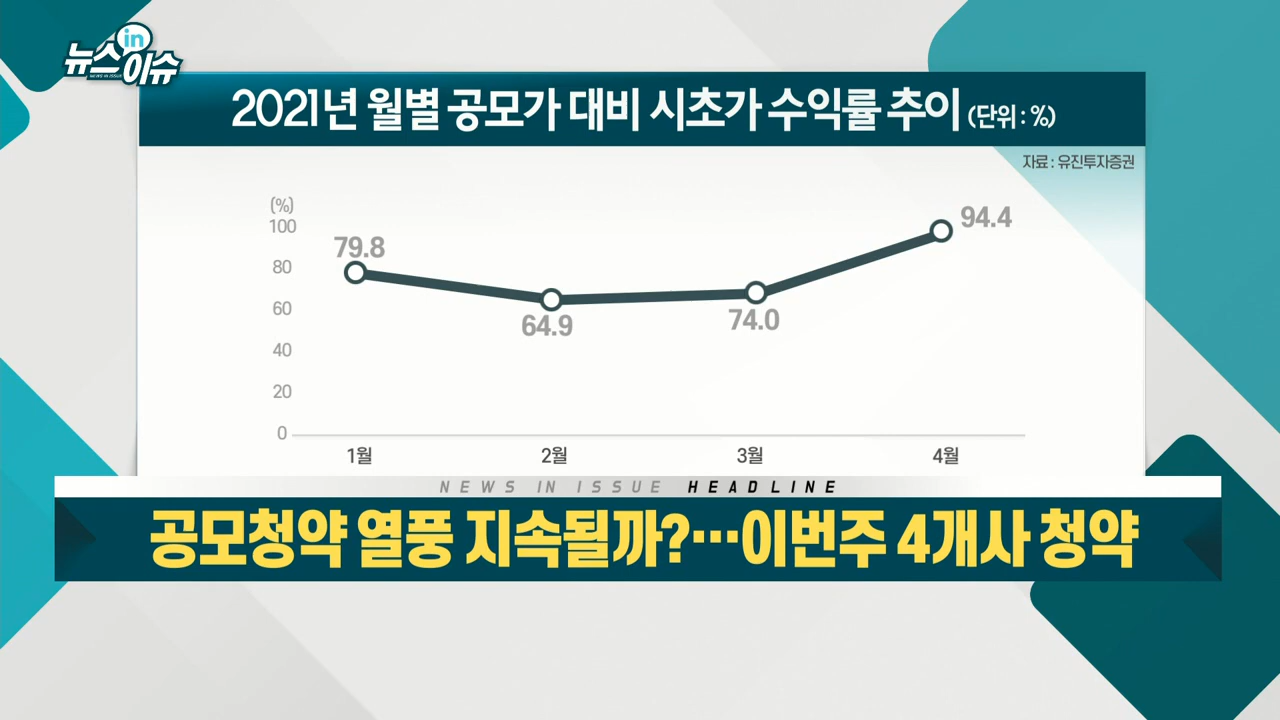 뉴스in이슈
NEWS IN ISSUE
2021년 월별 공모가 대비 시초가 수익률 추이 (단위 : %)
자료 : 유진투자증권
(%)
100
80
60
40
20
0
79.8
64.9
74.0
94.4
1월 2월 3월 4월
NEWS IN ISSUE HEADLINE
공모청약 열풍 지속될까?…이번주 4개사 청약